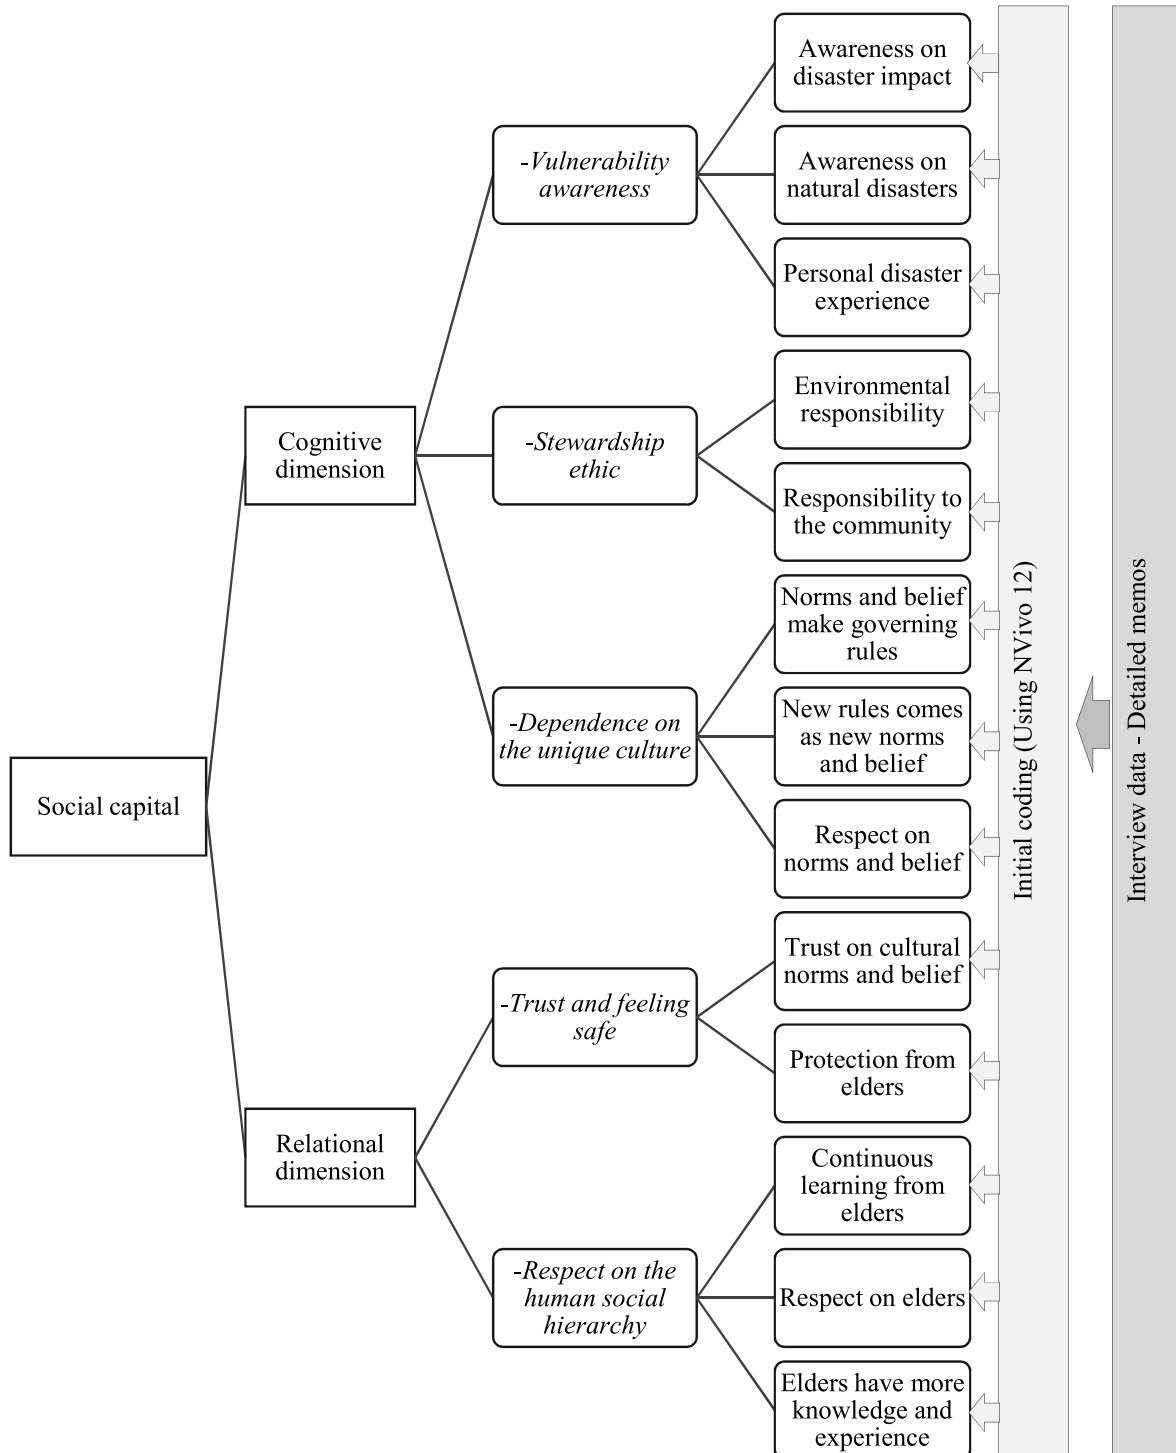 Social capital
Cognitive
dimension
Relational
dimension
-Vulnerability
awareness
-Stewardship
ethic
-Dependence on
the unique culture
-Trust and feeling
safe
-Respect on the
human social
hierarchy
Awareness on
disaster impact
Awareness on
natural disasters
Personal disaster
experience
Environmental
responsibility
Responsibility to
the community
Norms and belief
make governing
rules
New rules comes
as new norms
and belief
Respect on
norms and belief
Trust on cultural
norms and belief
Protection from
elders
Continuous
learning from
elders
Respect on elders
Elders have more
knowledge and
experience
Initial coding (Using NVivo 12)
Interview data - Detailed memos